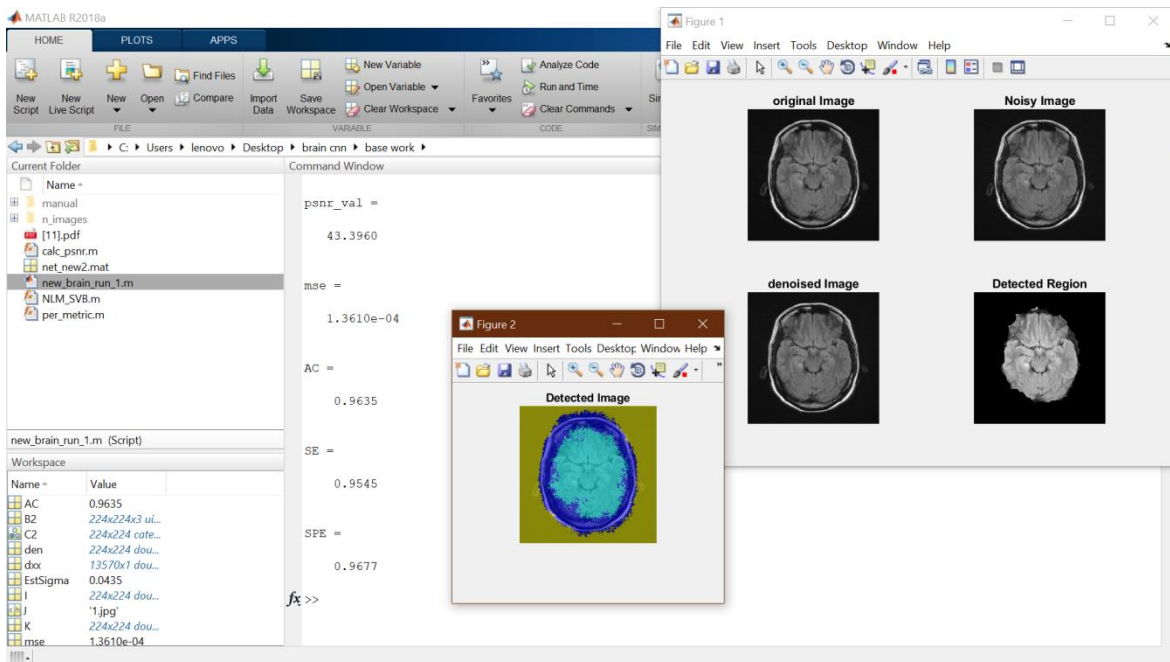 MATLAB R2018a
HOME PLOTS APPS
New Script
New Live Script
New
Open
Find Files
Compare
Import Data
Save Workspace
New Variable
Open Variable
Clear Workspace
Favorites
Analyze Code
Run and Time
Clear Commands
FILE VARIABLE CODE
C: Users lenovo Desktop brain cnn base work
Current Folder
Name
manual
n_images
[11].pdf
calc_psnr.m
net_new2.mat
new_brain_run_1.m
NLM_SVB.m
per_metric.m
new_brain_run_1.m (Script)
Workspace
Name Value
AC 0.9635
B2 224x224x3 ui...
C2 224x224 cate...
den 224x224 dou...
dxx 13570x1 dou...
EstSigma 0.0435
I 224x224 dou...
J '1.jpg'
K 224x224 dou...
mse 1.3610e-04
Command Window
psnr_val =
43.3960
mse =
1.3610e-04
AC =
0.9635
SE =
0.9545
SPE =
0.9677
fx >>
Figure 2
File Edit View Insert Tools Desktop Window Help
Detected Image
Figure 1
File Edit View Insert Tools Desktop Window Help
original Image Noisy Image
denoised Image Detected Region